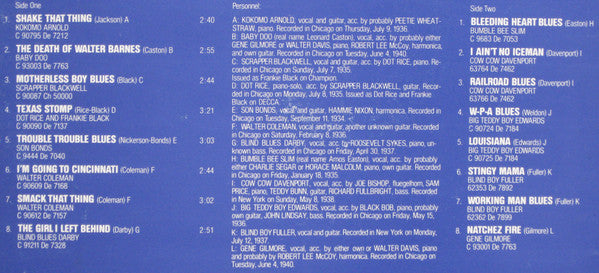 Side One
1. SHAKE THAT THING (Jackson) A 2:40
KOKOMO ARNOLD
C 90795 De 7212
2. THE DEATH OF WALTER BARNES (Caston) B 2:55
BABY DOO
C 93003 De 7763
3. MOTHERLESS BOY BLUES (Black) C 2:44
SCRAPPER BLACKWELL
C 90087 Ch 50000
4. TEXAS STOMP (Rice-Black) D 3:21
DOT RICE AND FRANKIE BLACK
C 90090 De 7137
5. TROUBLE TROUBLE BLUES (Nickerson-Bonds) E 3:03
SON BONDS
C 9444 De 7040
6. I'M GOING TO CINCINNATI (Coleman) F 2:44
WALTER COLEMAN
C 90609 De 7168
7. SMACK THAT THING (Coleman) F 3:02
WALTER COLEMAN
C 90612 De 7157
8. THE GIRL I LEFT BEHIND (Darby) G 2:51
BLIND BLUES DARBY
C 91211 De 7328
Personnel:
A: KOKOMO ARNOLD, vocal and guitar, acc. by probably PEETIE WHEAT-
STRAW, piano. Recorded in Chicago on Thursday, July 9, 1936.
B: BABY DOO (real name Leonard Caston), vocal, acc. by probably either
GENE GILMORE or WALTER DAVIS, piano, ROBERT LEE McCOY, harmonica,
and own guitar. Recorded in Chicago on Tuesday, June 4, 1940.
C: SCRAPPER BLACKWELL, vocal and guitar, acc. by DOT RICE, piano. Re-
corded in Chicago on Sunday, July 7, 1935.
Issued as Frankie Black on Champion.
D: DOT RICE, piano-solo, acc. by SCRAPPER BLACKWELL, guitar. Re-
corded in Chicago on Monday, July 8, 1935. Issued as Dot Rice and Frankie
Black on DECCA.
E: SON BONDS, vocal and guitar, HAMMIE NIXON, harmonica. Recorded in
Chicago on Tuesday, September 11, 1934.
F: WALTER COLEMAN, vocal and guitar, another unknown guitar. Recorded
in Chicago on Saturday, February 8, 1936.
G: BLIND BLUES DARBY, vocal, acc. by ROOSEVELT SYKES, piano, un-
known bass. Recorded in Chicago on Friday, April 30, 1937.
H: BUMBLE BEE SLIM (real name Amos Easton), vocal, acc. by probably
either CHARLIE SEGAR or HORACE MALCOLM, piano, own guitar. Recorded
in Chicago on Friday, January 18, 1935.
I: COW COW DAVENPORT, vocal, acc. by JOE BISHOP, flugelhorn, SAM
PRICE, piano, TEDDY BUNN, guitar, RICHARD FULLBRIGHT, bass. Recorded
in New York on Sunday, May 8, 1938.
J: BIG TEDDY BOY EDWARDS, vocal, acc. by BLACK BOB, piano, probably
own guitar, JOHN LINDSAY, bass. Recorded in Chicago on Friday, May 15,
1936.
K: BLIND BOY FULLER, vocal and guitar. Recorded in New York on Monday,
July 12, 1937.
L: GENE GILMORE, vocal, acc. by either own or WALTER DAVIS, piano
and probably by ROBERT LEE McCOY, harmonica. Recorded in Chicago on
Tuesday, June 4, 1940.
Side Two
1. BLEEDING HEART BLUES (Easton) H
BUMBLE BEE SLIM
C 9683 De 7053
2. I AIN'T NO ICEMAN (Davenport) I
COW COW DAVENPORT
63764 De 7462
3. RAILROAD BLUES (Davenport) I
COW COW DAVENPORT
63766 De 7462
4. W-P-A BLUES (Weldon) J
BIG TEDDY BOY EDWARDS
C 90724 De 7184
5. LOUISIANA (Edwards) J
BIG TEDDY BOY EDWARDS
C 90725 De 7184
6. STINGY MAMA (Fuller) K
BLIND BOY FULLER
62353 De 7892
7. WORKING MAN BLUES (Fuller) K
BLIND BOY FULLER
62362 De 7899
8. NATCHEZ FIRE (Gilmore) L
GENE GILMORE
C 93001 De 7763